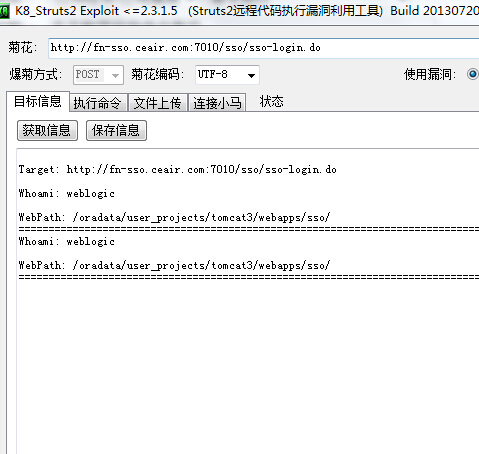 K8_Struts2 Exploit <=2.3.1.5 (Struts2远程代码执行漏洞利用工具) Build 20130720
菊花: http://fn-sso.ceair.com:7010/sso/sso-login.do
爆菊方式: POST 菊花编码: UTF-8 使用漏洞:
目标信息 执行命令 文件上传 连接小马 状态
获取信息 保存信息
Target: http://fn-sso.ceair.com:7010/sso/sso-login.do
Whoami: weblogic
WebPath: /oradata/user_projects/tomcat3/webapps/sso/
================================================================================
Whoami: weblogic
WebPath: /oradata/user_projects/tomcat3/webapps/sso/
================================================================================